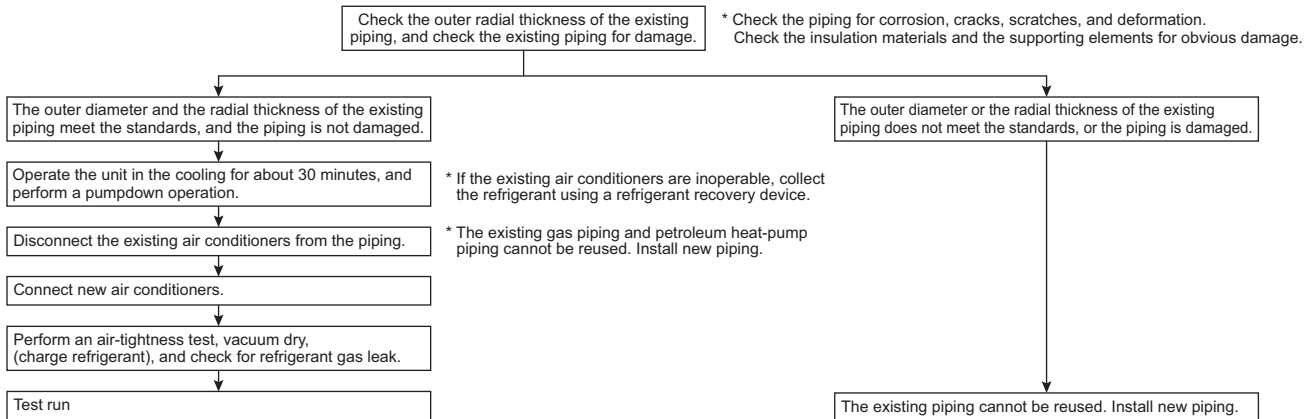 Check the outer radial thickness of the existing
piping, and check the existing piping for damage.
* Check the piping for corrosion, cracks, scratches, and deformation.
Check the insulation materials and the supporting elements for obvious damage.
The outer diameter and the radial thickness of the existing
piping meet the standards, and the piping is not damaged.
The outer diameter or the radial thickness of the existing
piping does not meet the standards, or the piping is damaged.
Operate the unit in the cooling for about 30 minutes, and
perform a pumpdown operation.
* If the existing air conditioners are inoperable, collect
the refrigerant using a refrigerant recovery device.
Disconnect the existing air conditioners from the piping.
* The existing gas piping and petroleum heat-pump
piping cannot be reused. Install new piping.
Connect new air conditioners.
Perform an air-tightness test, vacuum dry,
(charge refrigerant), and check for refrigerant gas leak.
Test run
The existing piping cannot be reused. Install new piping.